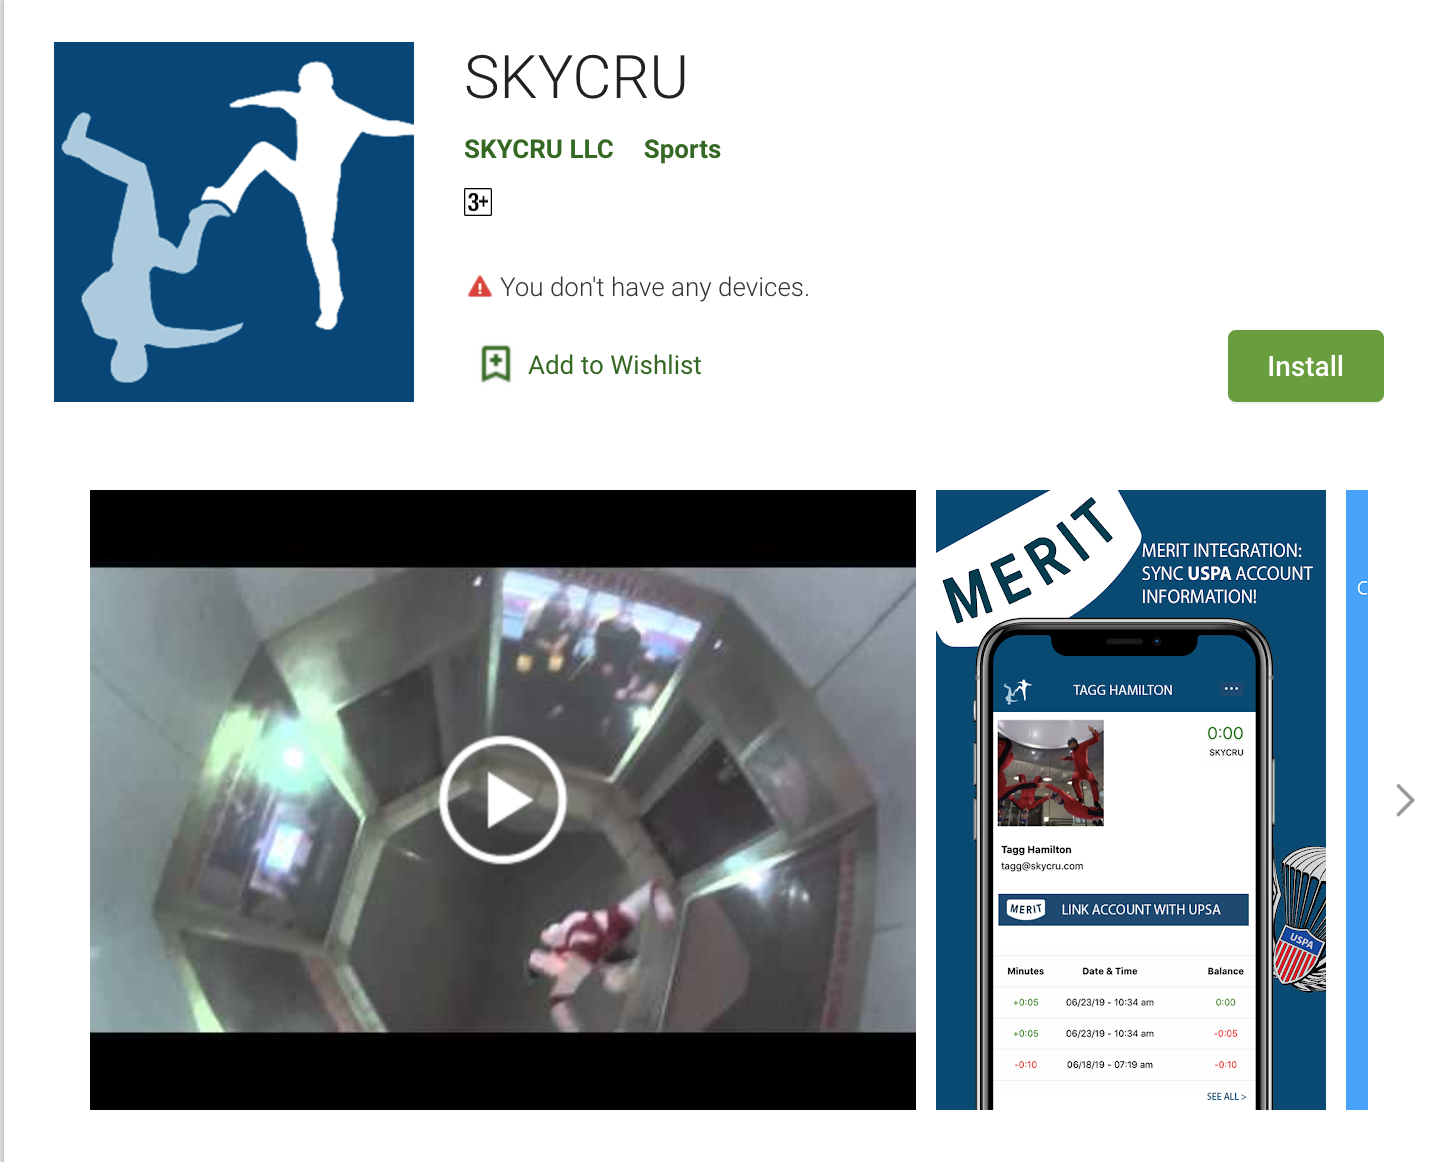 SKYCRU
SKYCRU LLC Sports
3+
You don't have any devices.
Add to Wishlist
Install
MERIT
MERIT INTEGRATION:
SYNC USPA ACCOUNT
INFORMATION!
C
TAGG HAMILTON
0:00
SKYCRU
Tagg Hamilton
tagg@skycru.com
MERIT LINK ACCOUNT WITH UPSA
USPA
Minutes Date & Time Balance
+0:05 06/23/19 - 10:34 am 0:00
+0:05 06/23/19 - 10:34 am -0:05
-0:10 06/18/19 - 07:19 am -0:10
SEE ALL >